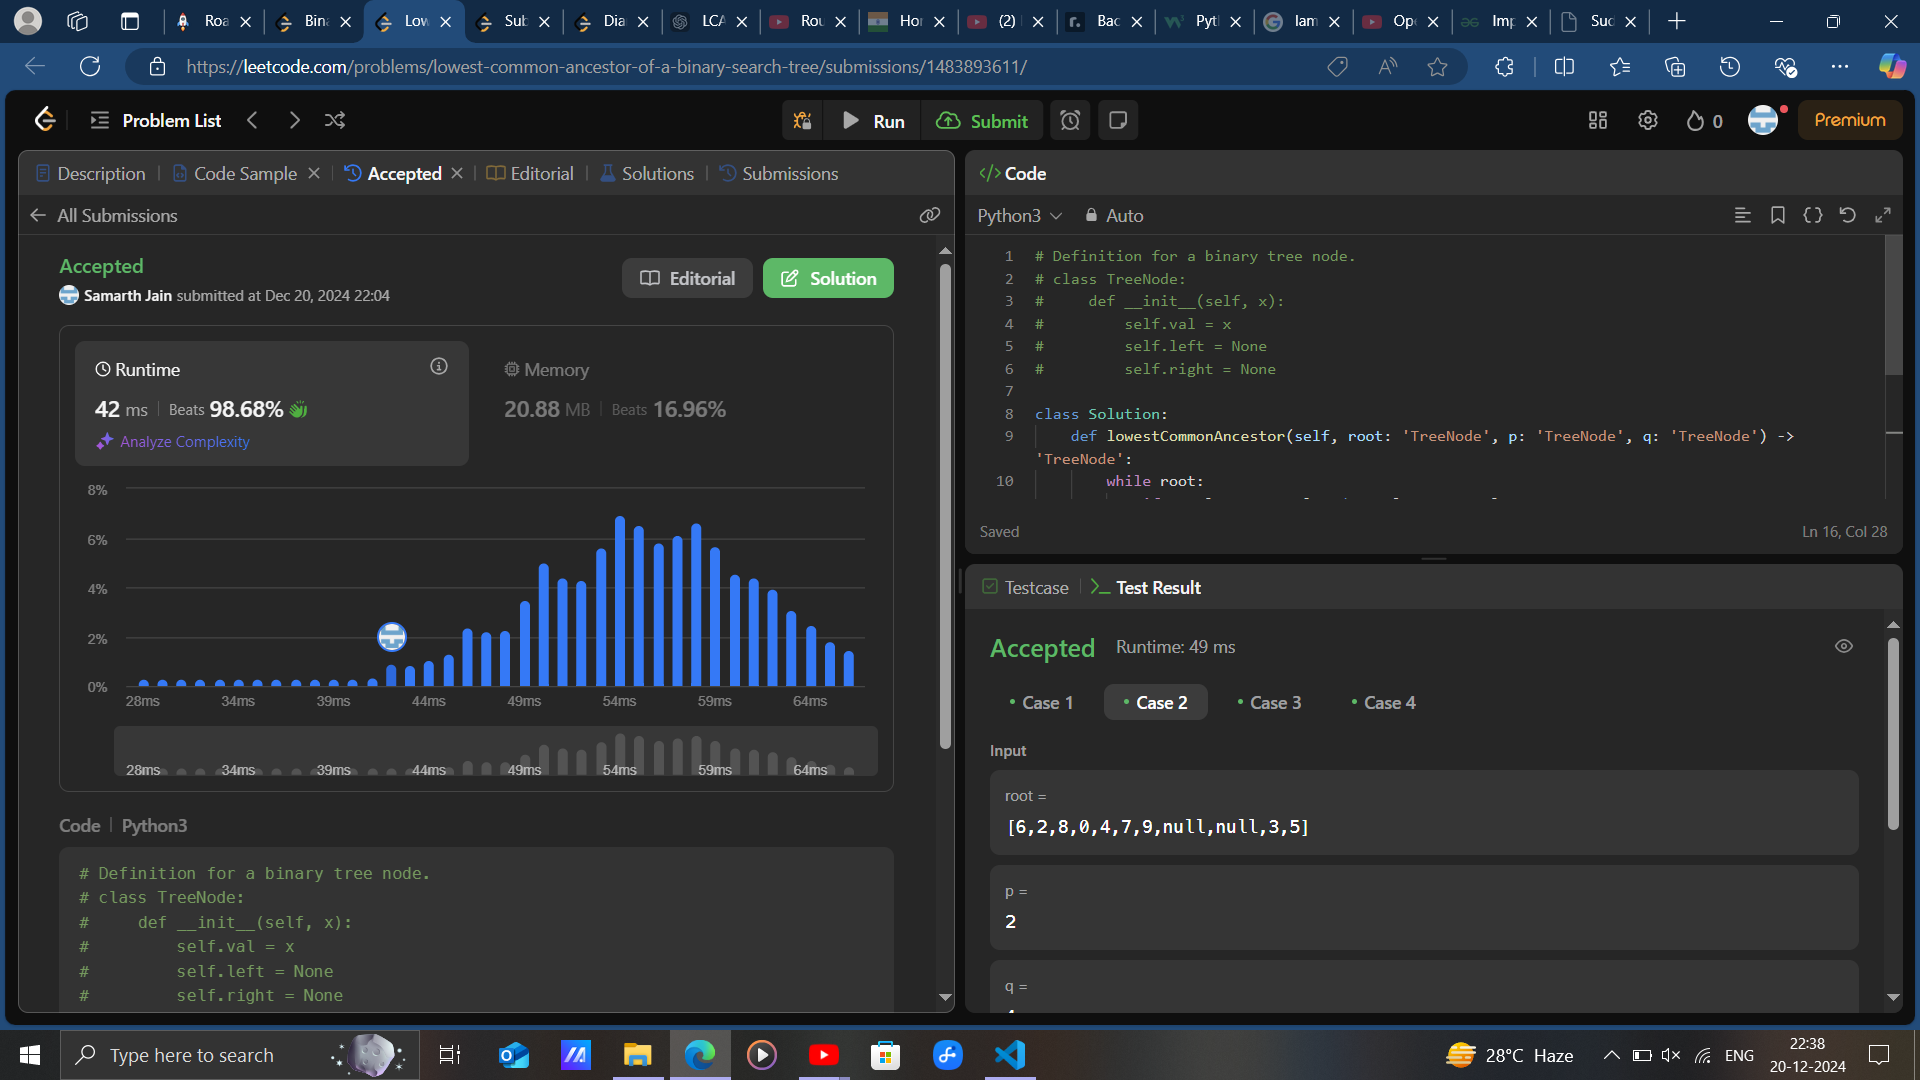 Roa
Bina
Low
Sub
Dia
LCA
Rou
Hor
(2)
Bac
Pyt
lam
Ope
Imp
Sud
https://leetcode.com/problems/lowest-common-ancestor-of-a-binary-search-tree/submissions/1483893611/
Problem List
Run
Submit
0
Premium
Description
Code Sample
Accepted
Editorial
Solutions
Submissions
All Submissions
Accepted
Samarth Jain submitted at Dec 20, 2024 22:04
Editorial
Solution
Runtime
42 ms
Beats 98.68%
Analyze Complexity
Memory
20.88 MB
Beats 16.96%
8%
6%
4%
2%
0%
28ms 34ms 39ms 44ms 49ms 54ms 59ms 64ms
28ms 34ms 39ms 44ms 49ms 54ms 59ms 64ms
Code | Python3
# Definition for a binary tree node.
# class TreeNode:
#     def __init__(self, x):
#         self.val = x
#         self.left = None
#         self.right = None
</> Code
Python3
Auto
1 # Definition for a binary tree node.
2 # class TreeNode:
3 #     def __init__(self, x):
4 #         self.val = x
5 #         self.left = None
6 #         self.right = None
7
8 class Solution:
9     def lowestCommonAncestor(self, root: 'TreeNode', p: 'TreeNode', q: 'TreeNode') ->
'TreeNode':
10         while root:
Saved
Ln 16, Col 28
Testcase
Test Result
Accepted
Runtime: 49 ms
Case 1
Case 2
Case 3
Case 4
Input
root =
[6,2,8,0,4,7,9,null,null,3,5]
p =
2
q =
Type here to search
28°C Haze
ENG
22:38
20-12-2024